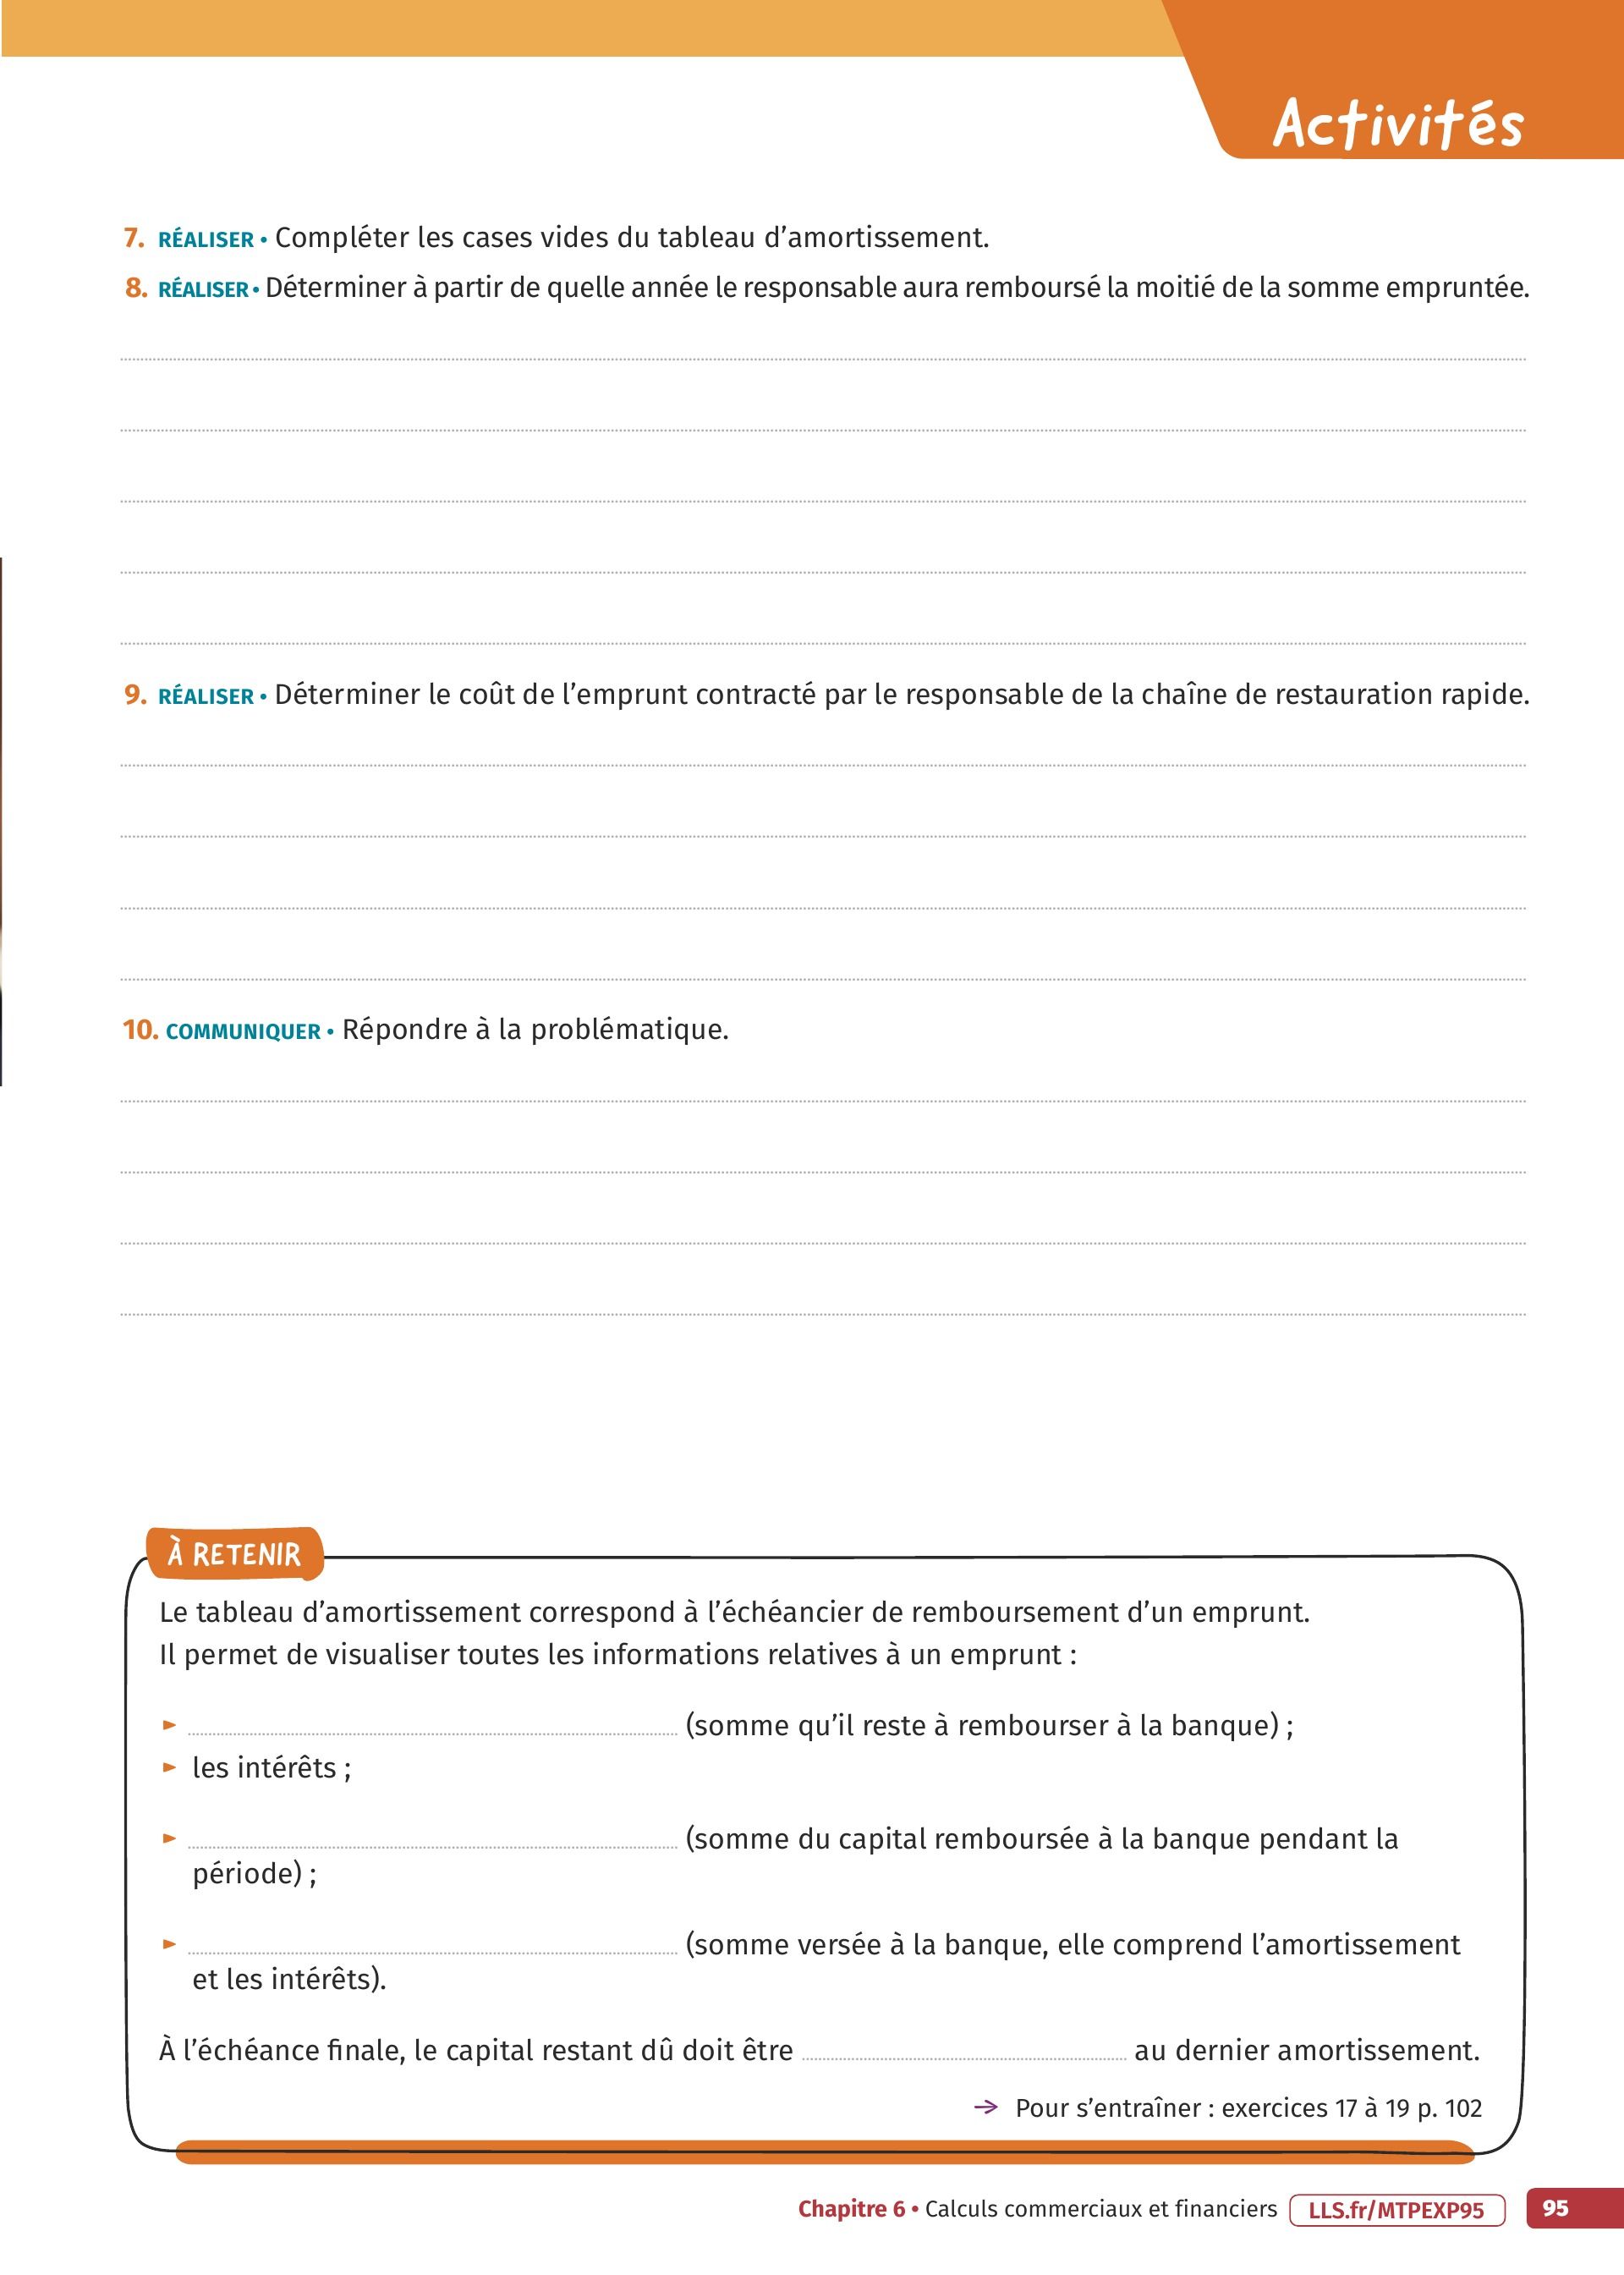 Activités
7. RÉALISER • Compléter les cases vides du tableau d’amortissement.
8. RÉALISER • Déterminer à partir de quelle année le responsable aura remboursé la moitié de la somme empruntée.
9. RÉALISER • Déterminer le coût de l’emprunt contracté par le responsable de la chaîne de restauration rapide.
10. COMMUNIQUER • Répondre à la problématique.
À RETENIR
Le tableau d’amortissement correspond à l’échéancier de remboursement d’un emprunt.
Il permet de visualiser toutes les informations relatives à un emprunt :
► (somme qu’il reste à rembourser à la banque) ;
► les intérêts ;
► (somme du capital remboursée à la banque pendant la
période) ;
► (somme versée à la banque, elle comprend l’amortissement
et les intérêts).
À l’échéance finale, le capital restant dû doit être au dernier amortissement.
→ Pour s’entraîner : exercices 17 à 19 p. 102
Chapitre 6 • Calculs commerciaux et financiers LLS.fr/MTPEXP95 95